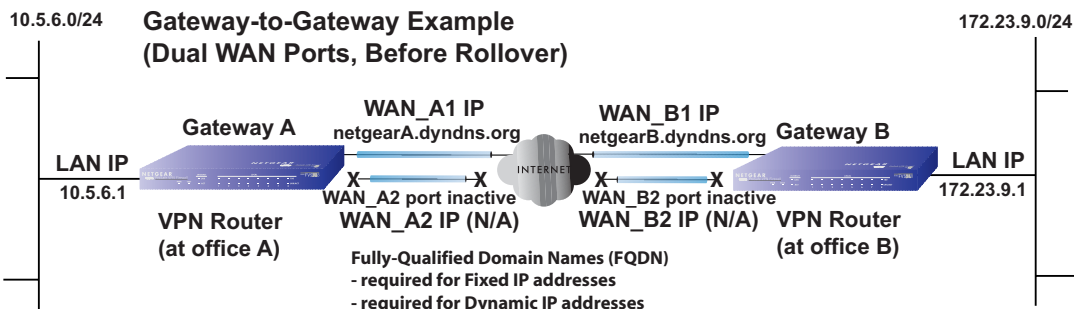 10.5.6.0/24
Gateway-to-Gateway Example
(Dual WAN Ports, Before Rollover)
172.23.9.0/24
WAN_A1 IP
netgearA.dyndns.org
WAN_B1 IP
netgearB.dyndns.org
Gateway A
Gateway B
LAN IP
10.5.6.1
NETGEAR
NETGEAR
INTERNET
NETGEAR
NETGEAR
LAN IP
172.23.9.1
X X
X X
WAN_A2 port inactive
WAN_A2 IP (N/A)
WAN_B2 port inactive
WAN_B2 IP (N/A)
VPN Router
(at office A)
VPN Router
(at office B)
Fully-Qualified Domain Names (FQDN)
- required for Fixed IP addresses
- required for Dynamic IP addresses